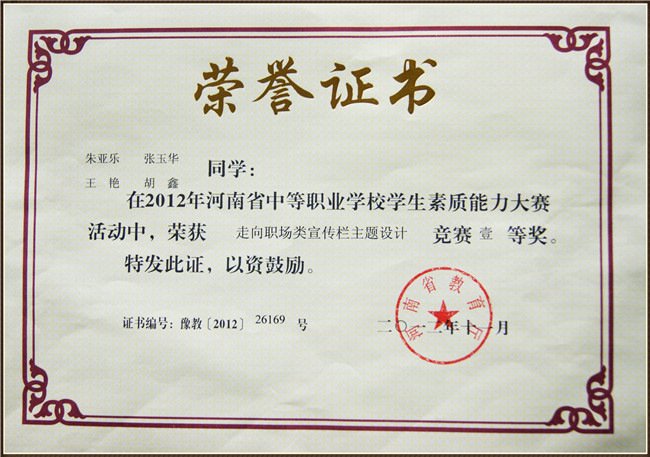 荣誉证书
朱亚乐 张玉华
王艳 胡鑫 同学：
在2012年河南省中等职业学校学生素质能力大赛
活动中，荣获 走向职场类宣传栏主题设计 竞赛 壹 等奖。
特发此证，以资鼓励。
证书编号：豫教〔2012〕 26169 号
二〇一二年十一月
河南省教育厅